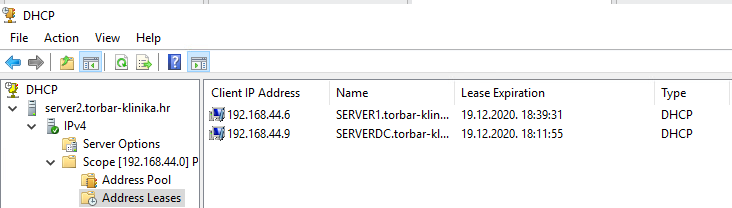 DHCP
File Action View Help
DHCP
server2.torbar-klinika.hr
IPv4
Server Options
Scope [192.168.44.0] P
Address Pool
Address Leases
Client IP Address Name Lease Expiration Type
192.168.44.6 SERVER1.torbar-klin... 19.12.2020. 18:39:31 DHCP
192.168.44.9 SERVERDC.torbar-kl... 19.12.2020. 18:11:55 DHCP